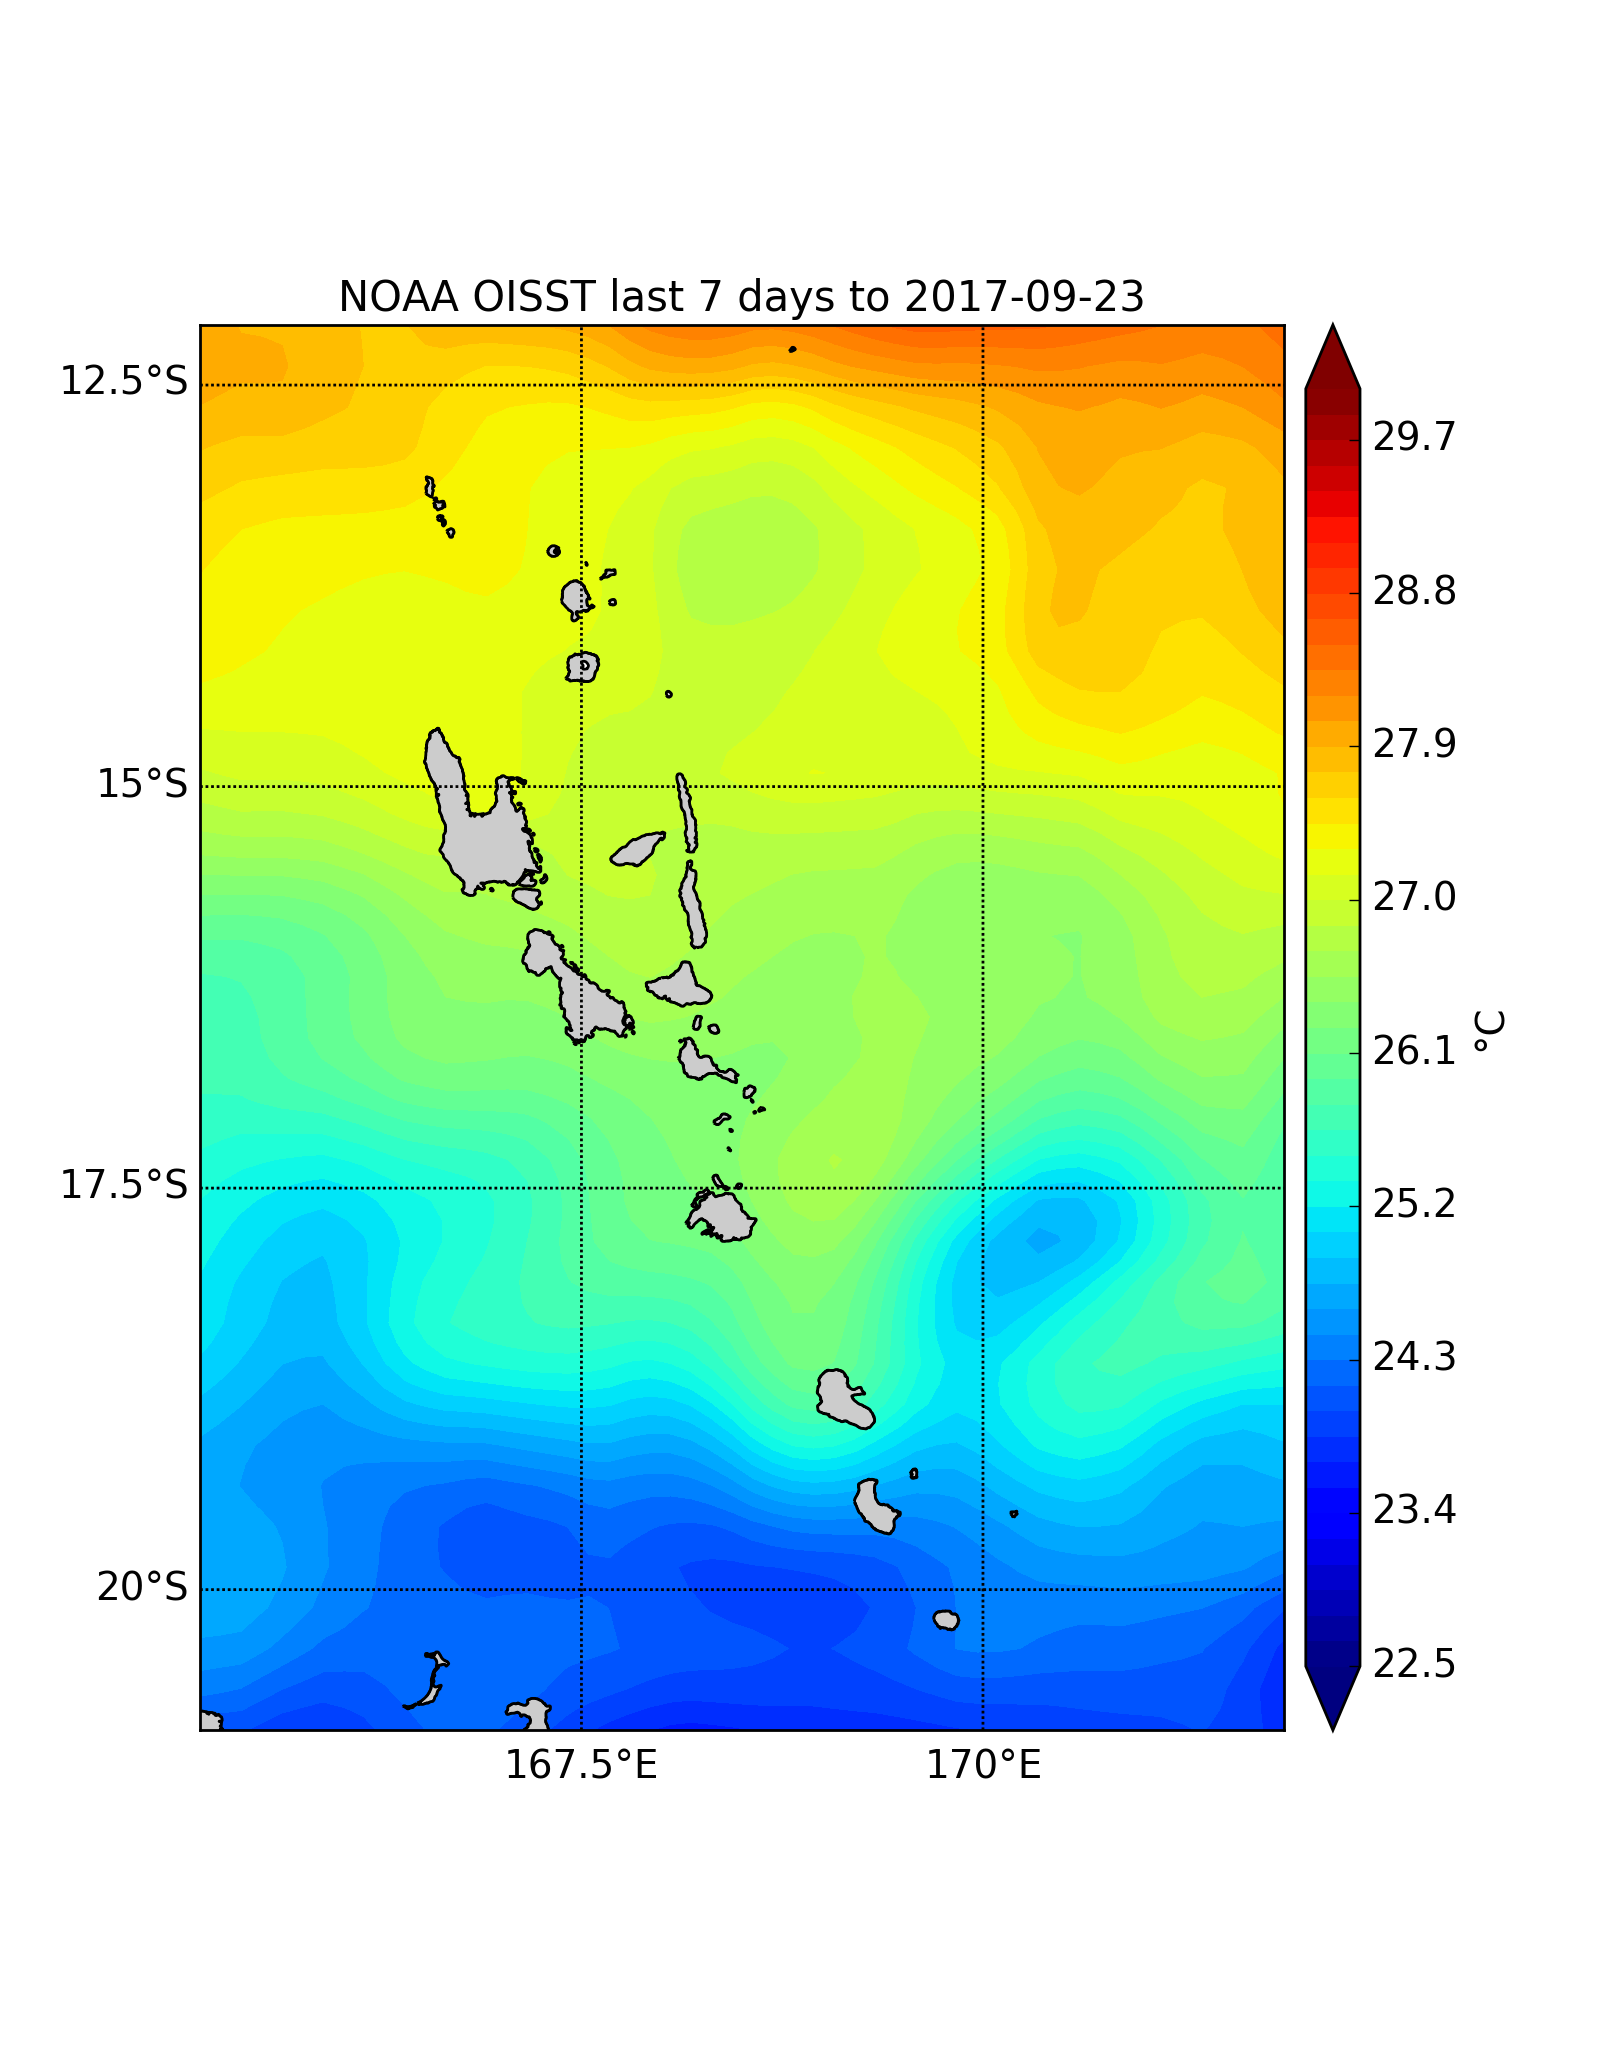 NOAA OISST last 7 days to 2017-09-23
12.5°S
15°S
17.5°S
20°S
167.5°E
170°E
29.7
28.8
27.9
27.0
26.1
25.2
24.3
23.4
22.5
°C